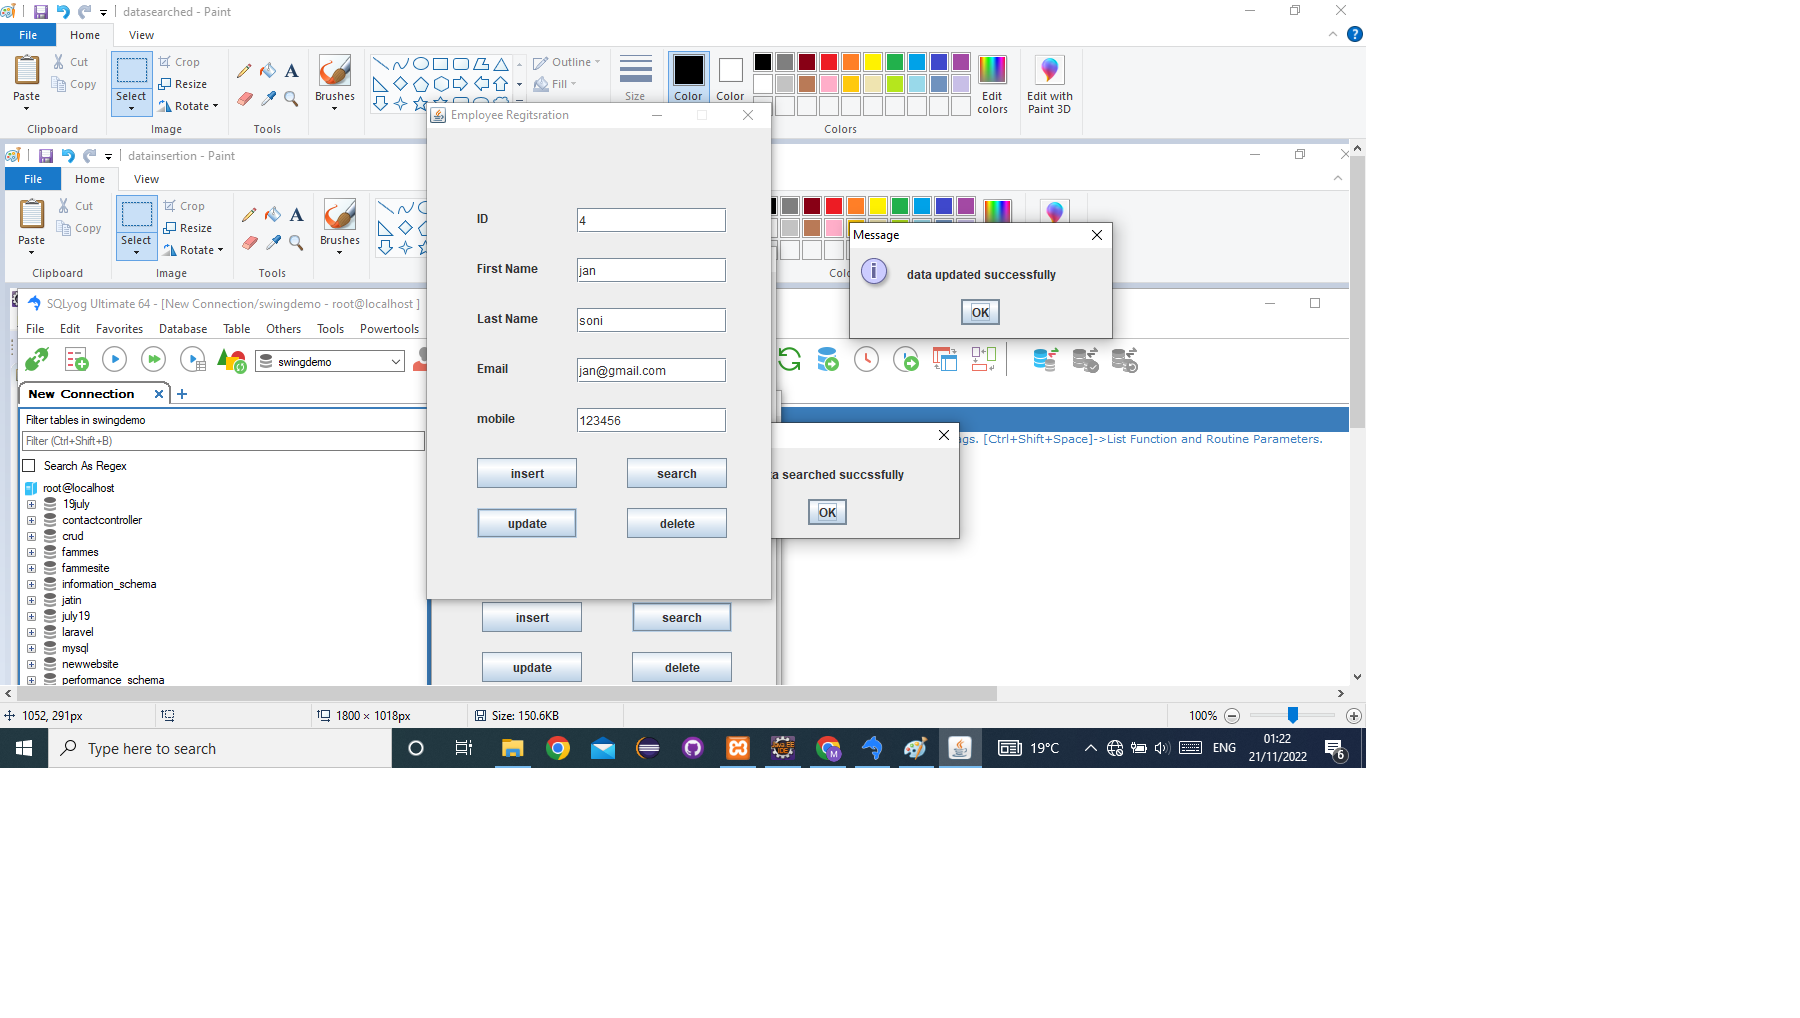 datasearched - Paint
File Home View
Paste Cut Copy Clipboard
Select Crop Resize Rotate Image
Tools
Brushes
Outline Fill
Size
Color Color
Edit colors
Edit with Paint 3D
Colors
Employee Regitsration
ID 4
First Name jan
Last Name soni
Email jan@gmail.com
mobile 123456
insert search
update delete
datainsertion - Paint
File Home View
Paste Cut Copy Clipboard
Select Crop Resize Rotate Image
Tools
Brushes
Message
data updated successfully
OK
SQLyog Ultimate 64 - [New Connection/swingdemo - root@localhost ]
File Edit Favorites Database Table Others Tools Powertools
swingdemo
New Connection
Filter tables in swingdemo
Filter (Ctrl+Shift+B)
[Ctrl+Shift+Space]->List Function and Routine Parameters.
Search As Regex
searched succssfully
OK
root@localhost
19july
contactcontroller
crud
fammes
fammesite
information_schema
jatin
july19
laravel
mysql
newwebsite
performance_schema
insert search
update delete
1052, 291px
1800 × 1018px
Size: 150.6KB
100%
Type here to search
19°C
ENG
01:22
21/11/2022
6